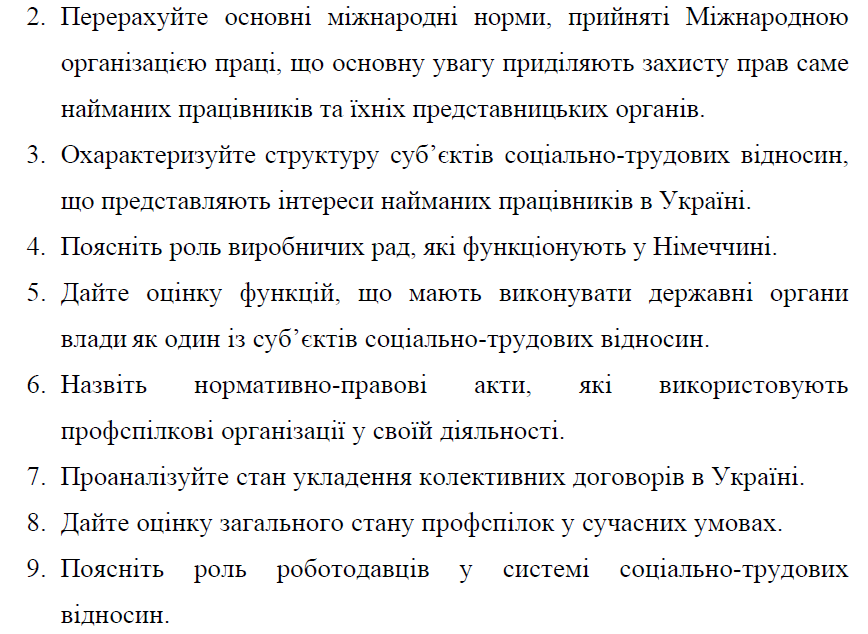 2. Перерахуйте основні міжнародні норми, прийняті Міжнародною
організацією праці, що основну увагу приділяють захисту прав саме
найманих працівників та їхніх представницьких органів.
3. Охарактеризуйте структуру суб’єктів соціально-трудових відносин,
що представляють інтереси найманих працівників в Україні.
4. Поясніть роль виробничих рад, які функціонують у Німеччині.
5. Дайте оцінку функцій, що мають виконувати державні органи
влади як один із суб’єктів соціально-трудових відносин.
6. Назвіть нормативно-правові акти, які використовують
профспілкові організації у своїй діяльності.
7. Проаналізуйте стан укладення колективних договорів в Україні.
8. Дайте оцінку загального стану профспілок у сучасних умовах.
9. Поясніть роль роботодавців у системі соціально-трудових
відносин.